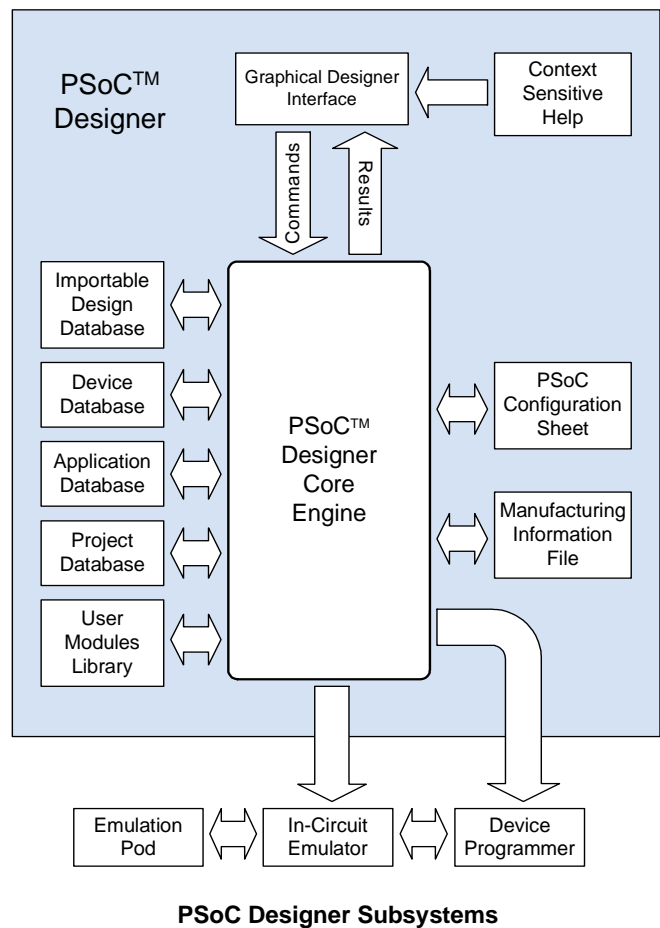 PSoC™
Designer
Graphical Designer
Interface
Context
Sensitive
Help
Commands
Results
Importable
Design
Database
Device
Database
Application
Database
Project
Database
User
Modules
Library
PSoC™
Designer
Core
Engine
PSoC
Configuration
Sheet
Manufacturing
Information
File
Emulation
Pod
In-Circuit
Emulator
Device
Programmer
PSoC Designer Subsystems